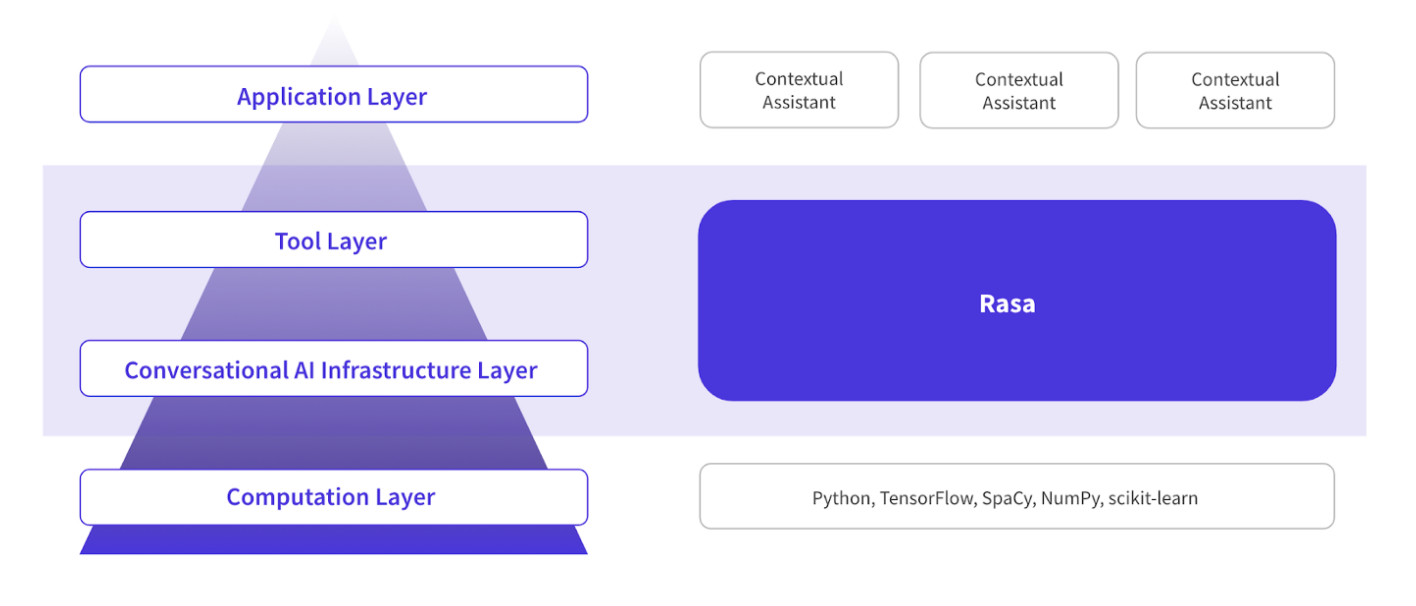 Application Layer
Contextual
Assistant
Contextual
Assistant
Contextual
Assistant
Tool Layer
Rasa
Conversational AI Infrastructure Layer
Computation Layer
Python, TensorFlow, SpaCy, NumPy, scikit-learn